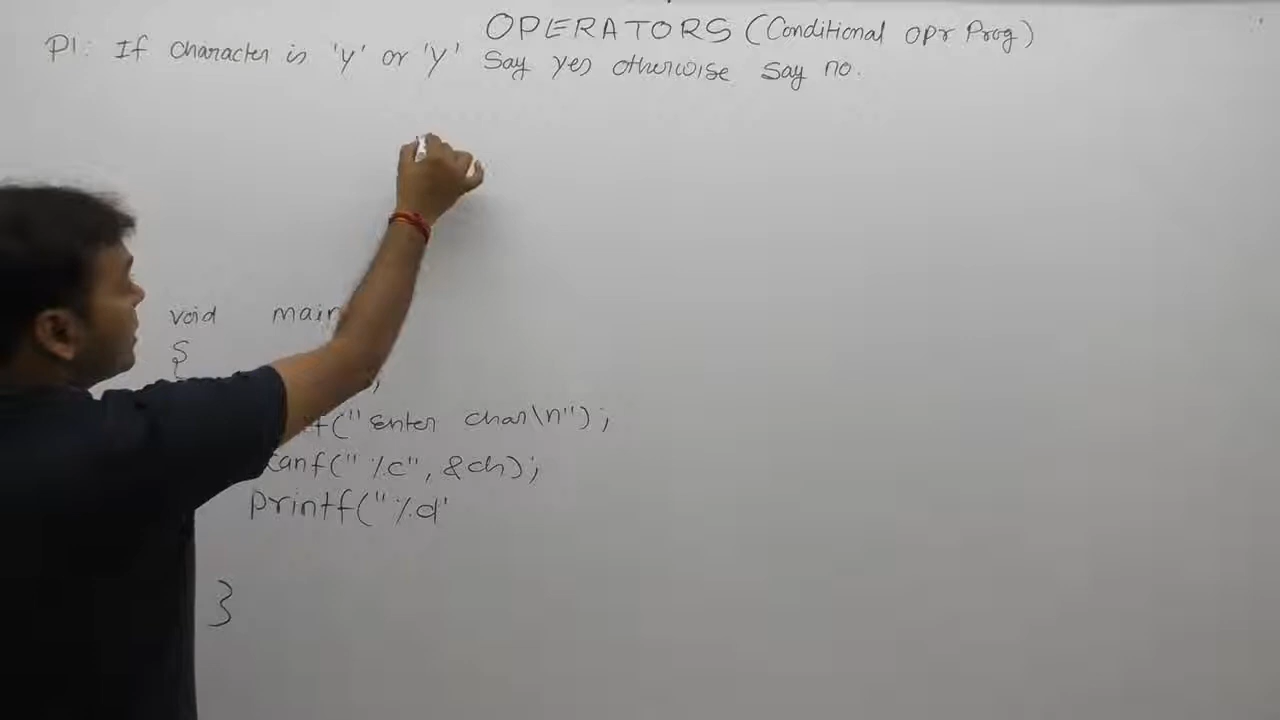 OPERATORS (Conditional opr Prog)
P1: If Character is 'y' or 'y' Say yes otherwise Say no.
void main
{
;
f("Enter char\n");
canf("%c", &ch);
printf("%d"
}